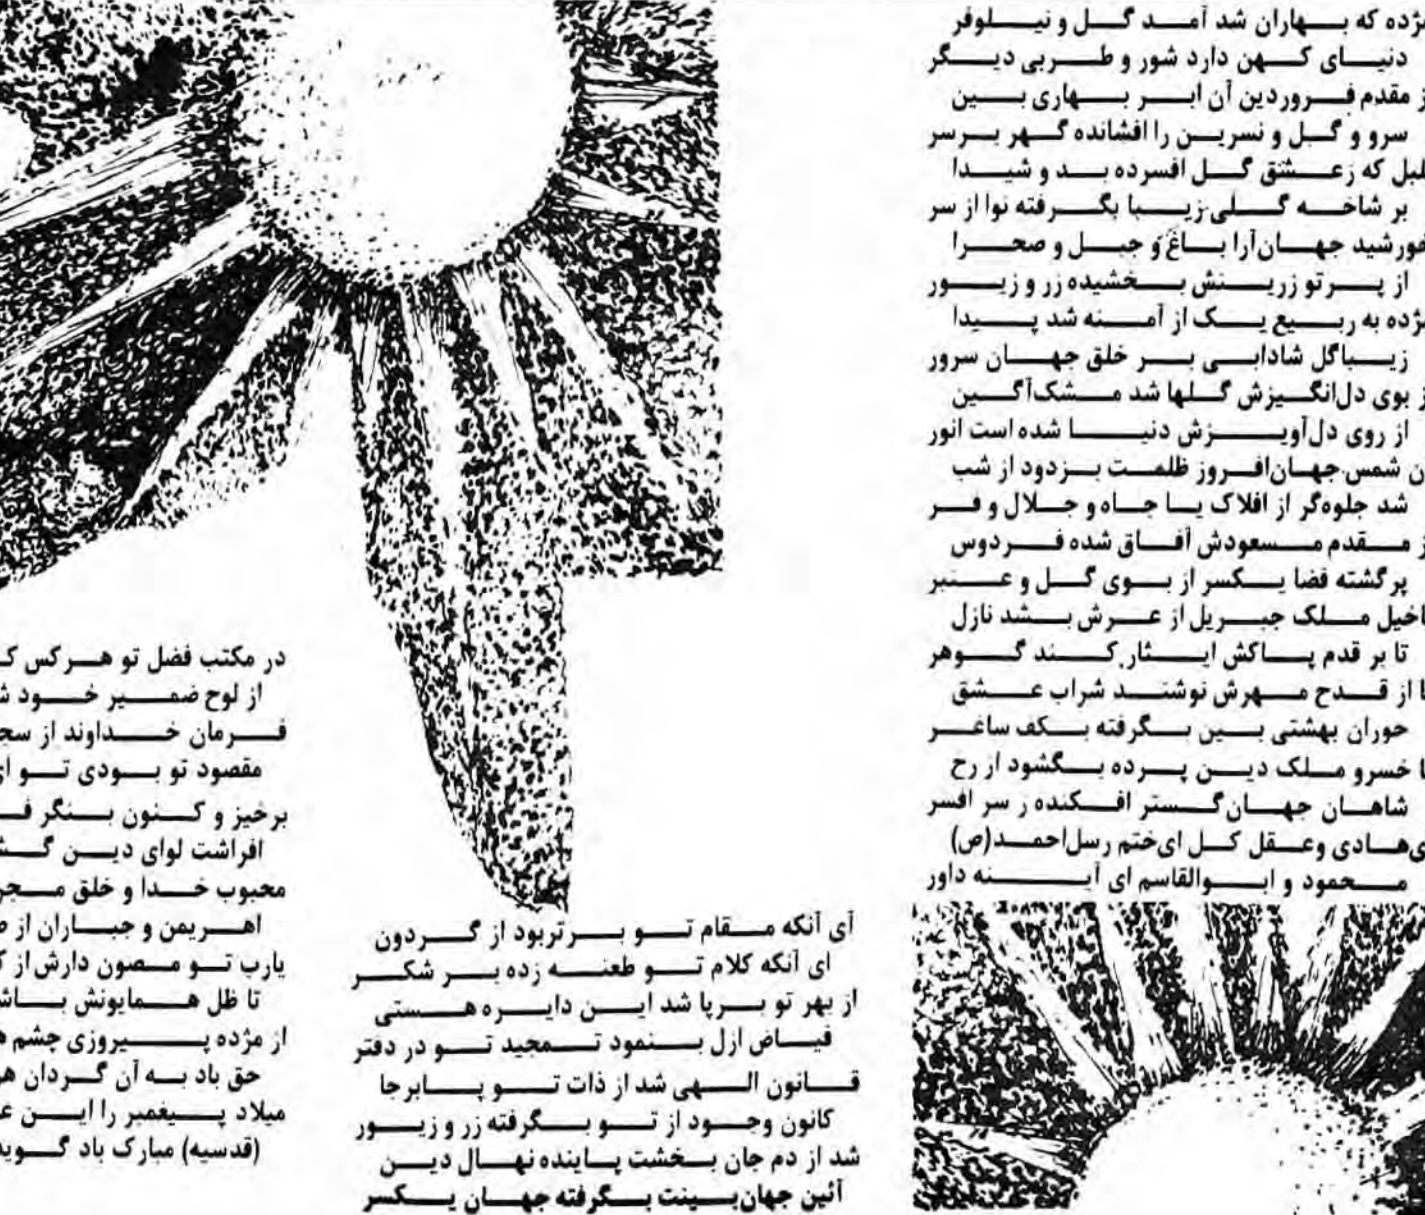 مژده که بهاران شد آمد گل و نیلوفر
دنیای کهن دارد شور و طربی دیگر
از مقدم فروردین آن ابر بهاری بین
سرو و گل و نسرین را افشانده گهر برسر
بلبل که زعشق گل افسرده بد و شیدا
بر شاخه گلی زیبا بگرفته نوا از سر
خورشید جهان‌آرا باغ و جبل و صحرا
از پرتو زرینش بخشیده زر و زیور
مژده به ربیع یک از آمنه شد پیدا
زیباگل شادابی بر خلق جهان سرور
از بوی دل‌انگیزش گلها شد مشک‌آگین
از روی دل‌آویزش دنیا شده است انور
شمس جهان‌افروز ظلمت بزدود از شب
شد جلوه‌گر از افلاک با جاه و جلال و فر
از مقدم مسعودش آفاق شده فردوس
پرگشته فضا یکسر از بوی گل و عنبر
خیل ملک جبریل از عرش بشد نازل
تا بر قدم پاکش ایثار کند گوهر
تا از قدح مهرش نوشند شراب عشق
حوران بهشتی بین بگرفته بکف ساغر
تا خسرو ملک دین پرده بگشود از رخ
شاهان جهان‌گستر افکنده ز سر افسر
هادی وعقل کل ای‌ختم رسل‌احمد(ص)
محمود و ابوالقاسم ای آینه داور
آی آنکه مقام تو برتربود از گردون
ای آنکه کلام تو طعنه زده بر شکر
از بهر تو برپا شد این دایره هستی
فیاض ازل بنمود تمجید تو در دفتر
قانون الهی شد از ذات تو پابرجا
کانون وجود از تو بگرفته زر و زیور
شد از دم جان بخشت پاینده نهال دین
آئین جهان‌بینت بگرفته جهان یکسر
در مکتب فضل تو هرکس
از لوح ضمیر خود
فرمان خداوند از
مقصود تو بودی تو
برخیز و کنون بنگر
افراشت لوای دین
محبوب خدا و خلق
اهریمن و جباران از
یارب تو مصون دارش از
تا ظل همایونش
از مژده پیروزی چشم
حق باد به آن گردان
میلاد پیغمبر را این
(قدسیه) مبارک باد